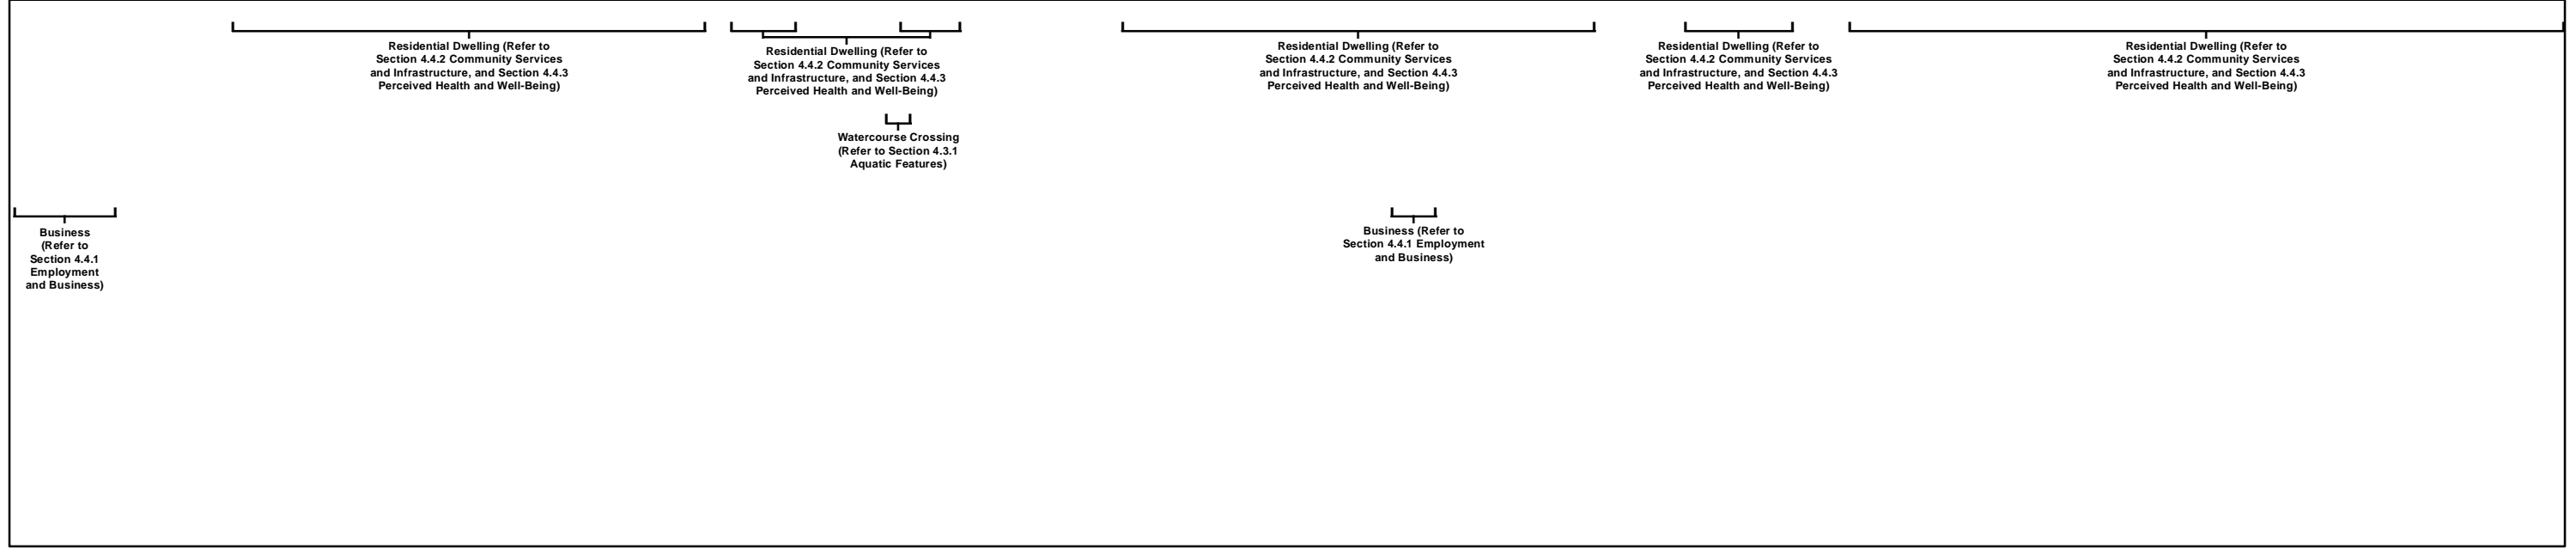 Residential Dwelling (Refer to
Section 4.4.2 Community Services
and Infrastructure, and Section 4.4.3
Perceived Health and Well-Being)
Residential Dwelling (Refer to
Section 4.4.2 Community Services
and Infrastructure, and Section 4.4.3
Perceived Health and Well-Being)
Residential Dwelling (Refer to
Section 4.4.2 Community Services
and Infrastructure, and Section 4.4.3
Perceived Health and Well-Being)
Residential Dwelling (Refer to
Section 4.4.2 Community Services
and Infrastructure, and Section 4.4.3
Perceived Health and Well-Being)
Residential Dwelling (Refer to
Section 4.4.2 Community Services
and Infrastructure, and Section 4.4.3
Perceived Health and Well-Being)
Watercourse Crossing
(Refer to Section 4.3.1
Aquatic Features)
Business
(Refer to
Section 4.4.1
Employment
and Business)
Business (Refer to
Section 4.4.1 Employment
and Business)